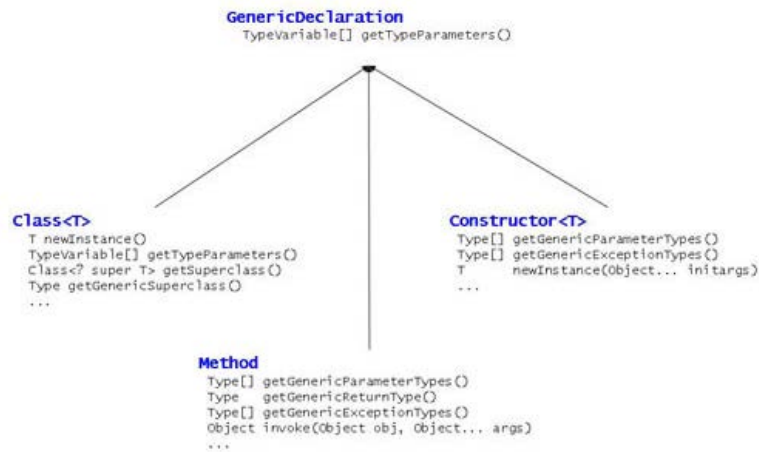 GenericDeclaration
TypeVariable[] getTypeParameters()
Class<T>
T newInstance()
TypeVariable[] getTypeParameters()
Class<? super T> getSuperclass()
Type getGenericSuperclass()
...
Constructor<T>
Type[] getGenericParameterTypes()
Type[] getGenericExceptionTypes()
T newInstance(Object... initargs)
...
Method
Type[] getGenericParameterTypes()
Type getGenericReturnType()
Type[] getGenericExceptionTypes()
Object invoke(Object obj, Object... args)
...